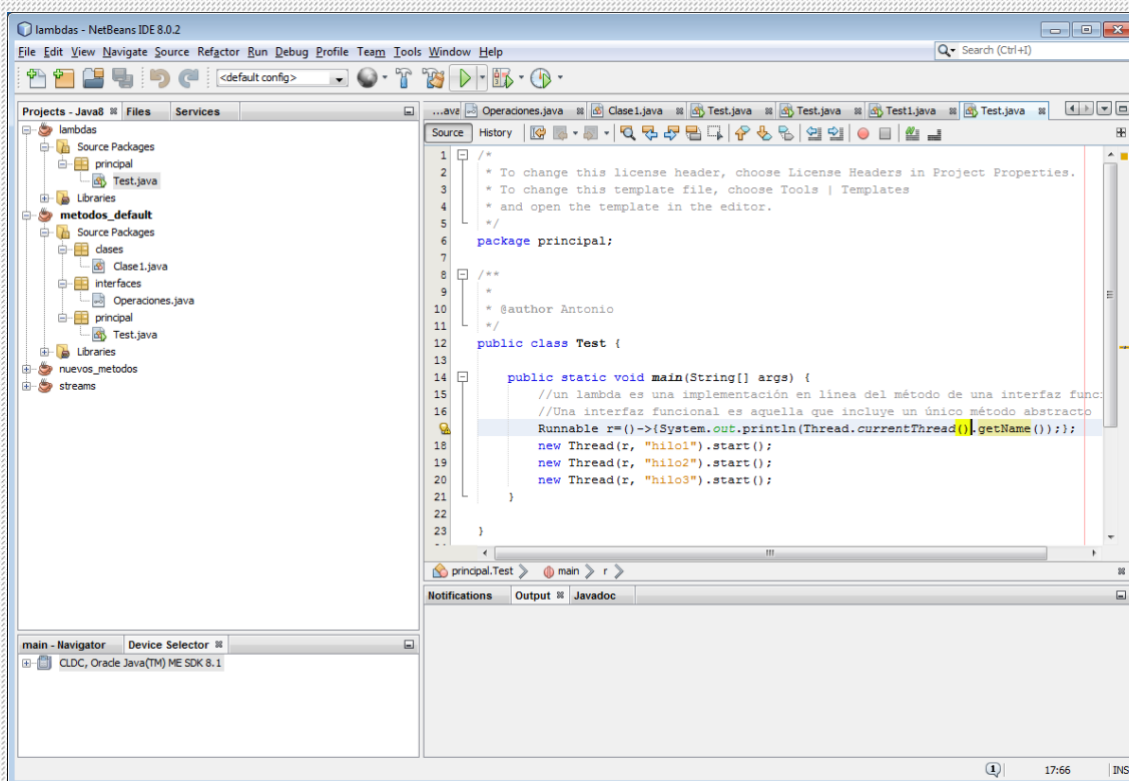 lambdas - NetBeans IDE 8.0.2
File Edit View Navigate Source Refactor Run Debug Profile Team Tools Window Help
Search (Ctrl+I)
<default config>
Projects - Java8 Files Services
lambdas
Source Packages
principal
Test.java
Libraries
metodos_default
Source Packages
clases
Clase1.java
interfaces
Operaciones.java
principal
Test.java
Libraries
nuevos_metodos
streams
main - Navigator Device Selector
CLDC, Oracle Java(TM) ME SDK 8.1
...ava Operaciones.java Clase1.java Test.java Test.java Test1.java Test.java
Source History
1 /*
2 * To change this license header, choose License Headers in Project Properties.
3 * To change this template file, choose Tools | Templates
4 * and open the template in the editor.
5 */
6 package principal;
7
8 /**
9 *
10 * @author Antonio
11 */
12 public class Test {
13
14 public static void main(String[] args) {
15 //un lambda es una implementación en línea del método de una interfaz func
16 //Una interfaz funcional es aquella que incluye un único método abstracto
Runnable r=()->{System.out.println(Thread.currentThread().getName());};
18 new Thread(r, "hilo1").start();
19 new Thread(r, "hilo2").start();
20 new Thread(r, "hilo3").start();
21 }
22
23 }
principal.Test main r
Notifications Output Javadoc
1 17:66 INS